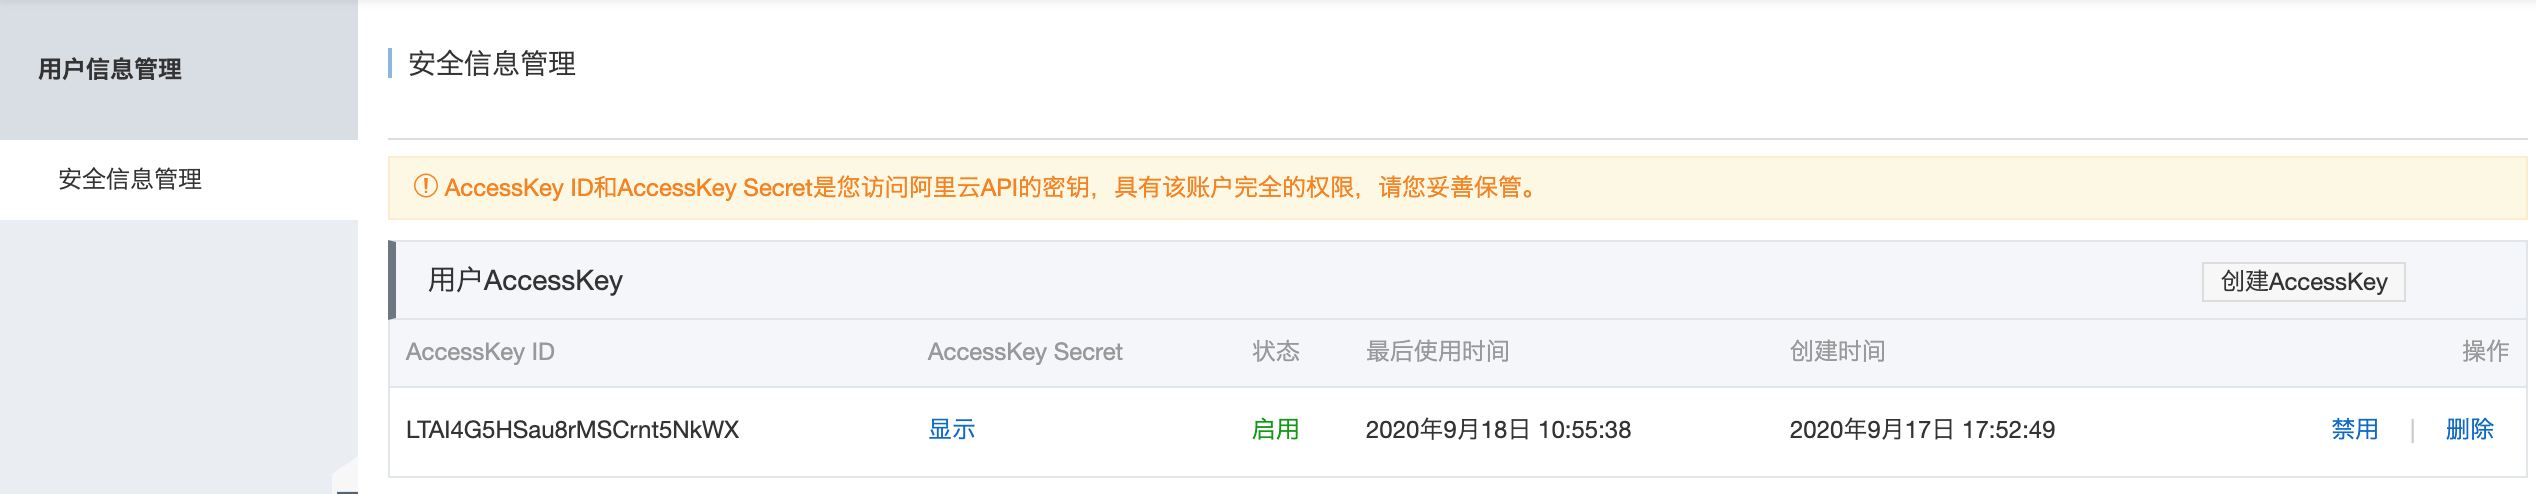 用户信息管理
安全信息管理
安全信息管理
AccessKey ID和AccessKey Secret是您访问阿里云API的密钥，具有该账户完全的权限，请您妥善保管。
用户AccessKey 创建AccessKey
AccessKey ID AccessKey Secret 状态 最后使用时间 创建时间 操作
LTAI4G5HSau8rMSCrnt5NkWX 显示 启用 2020年9月18日 10:55:38 2020年9月17日 17:52:49 禁用 | 删除